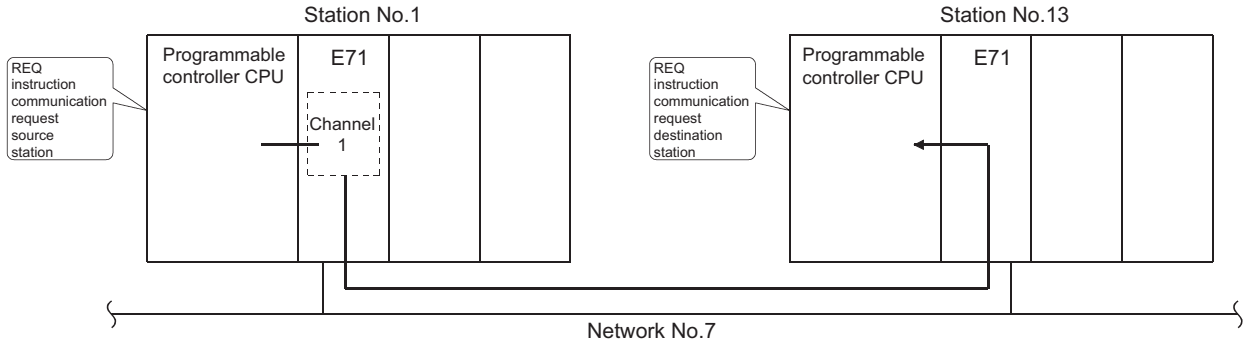 Station No.1
REQ
instruction
communication
request
source
station
Programmable
controller CPU
E71
Channel
1
Station No.13
REQ
instruction
communication
request
destination
station
Programmable
controller CPU
E71
Network No.7